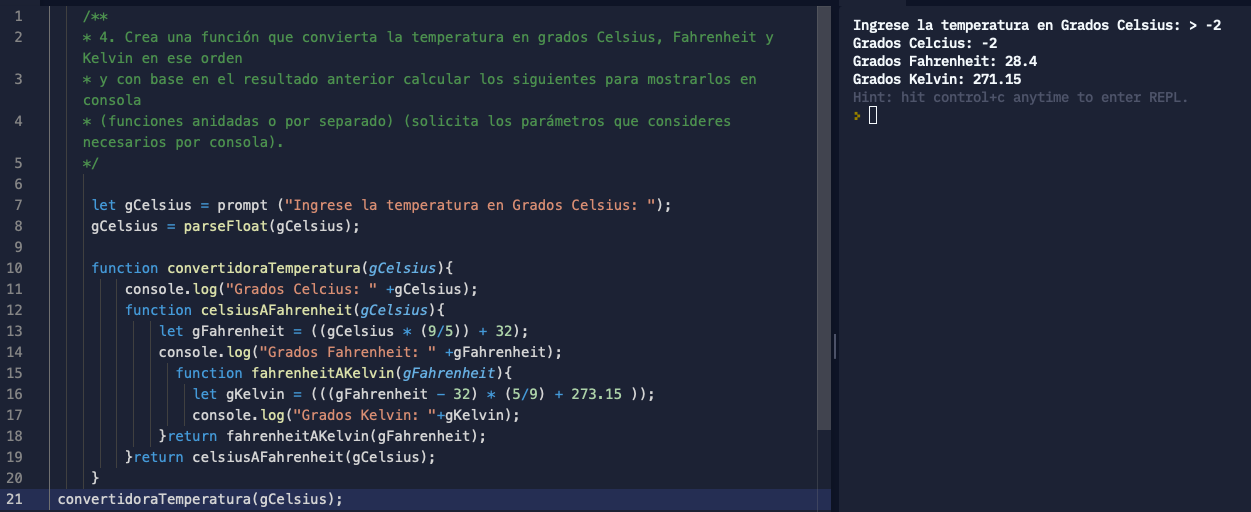 1 /**
2 * 4. Crea una función que convierta la temperatura en grados Celsius, Fahrenheit y
Kelvin en ese orden
3 * y con base en el resultado anterior calcular los siguientes para mostrarlos en
consola
4 * (funciones anidadas o por separado) (solicita los parámetros que consideres
necesarios por consola).
5 */
6
7 let gCelsius = prompt ("Ingrese la temperatura en Grados Celsius: ");
8 gCelsius = parseFloat(gCelsius);
9
10 function convertidoraTemperatura(gCelsius){
11 console.log("Grados Celcius: " +gCelsius);
12 function celsiusAFahrenheit(gCelsius){
13 let gFahrenheit = ((gCelsius * (9/5)) + 32);
14 console.log("Grados Fahrenheit: " +gFahrenheit);
15 function fahrenheitAKelvin(gFahrenheit){
16 let gKelvin = (((gFahrenheit - 32) * (5/9) + 273.15 ));
17 console.log("Grados Kelvin: "+gKelvin);
18 }return fahrenheitAKelvin(gFahrenheit);
19 }return celsiusAFahrenheit(gCelsius);
20 }
21 convertidoraTemperatura(gCelsius);
Ingrese la temperatura en Grados Celsius: > -2
Grados Celcius: -2
Grados Fahrenheit: 28.4
Grados Kelvin: 271.15
Hint: hit control+c anytime to enter REPL.
>